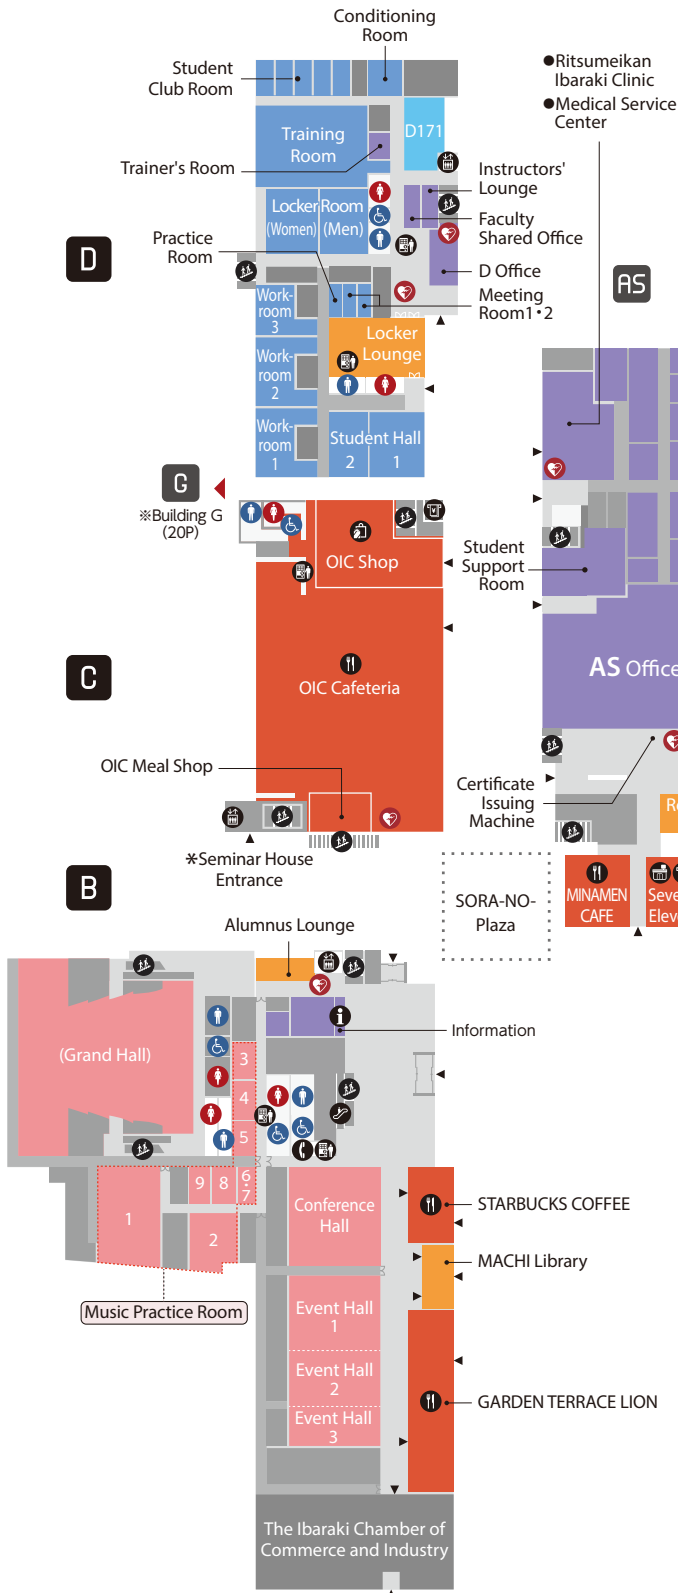 Conditioning
Room
Student
Club Room
●Ritsumeikan
Ibaraki Clinic
●Medical Service
Center
Training
Room
D171
Trainer's Room
Instructors'
Lounge
Locker Room
(Women) (Men)
Faculty
Shared Office
Practice
Room
D
D Office
AS
Meeting
Room1•2
Work-
room
3
Locker
Lounge
Work-
room
2
Work-
room
1
Student Hall
2 1
G
※Building G
(20P)
OIC Shop
Student
Support
Room
C
OIC Cafeteria
AS Office
OIC Meal Shop
Certificate
Issuing
Machine
Re
*Seminar House
Entrance
B
SORA-NO-
Plaza
MINAMEN
CAFE
Seve
Eleve
Alumnus Lounge
i
Information
(Grand Hall)
3
4
5
9 8 6
•
7
1
2
Conference
Hall
STARBUCKS COFFEE
MACHI Library
Music Practice Room
Event Hall
1
Event Hall
2
Event Hall
3
GARDEN TERRACE LION
The Ibaraki Chamber of
Commerce and Industry